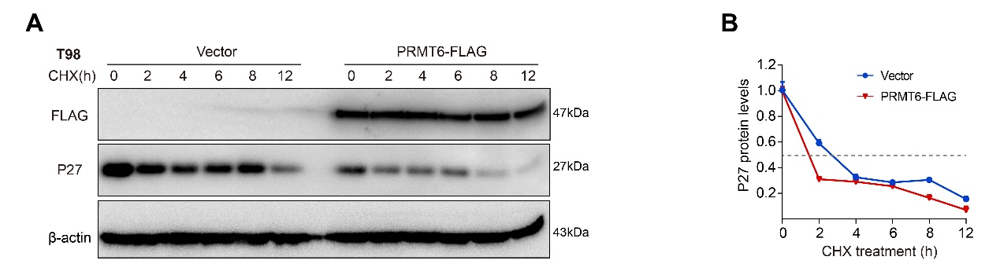 A
T98 Vector PRMT6-FLAG
CHX(h) 0 2 4 6 8 12 0 2 4 6 8 12
FLAG 47kDa
P27 27kDa
β-actin 43kDa
B
P27 protein levels
1.2
1.0
0.8
0.6
0.4
0.2
Vector
PRMT6-FLAG
0 2 4 6 8 12
CHX treatment (h)